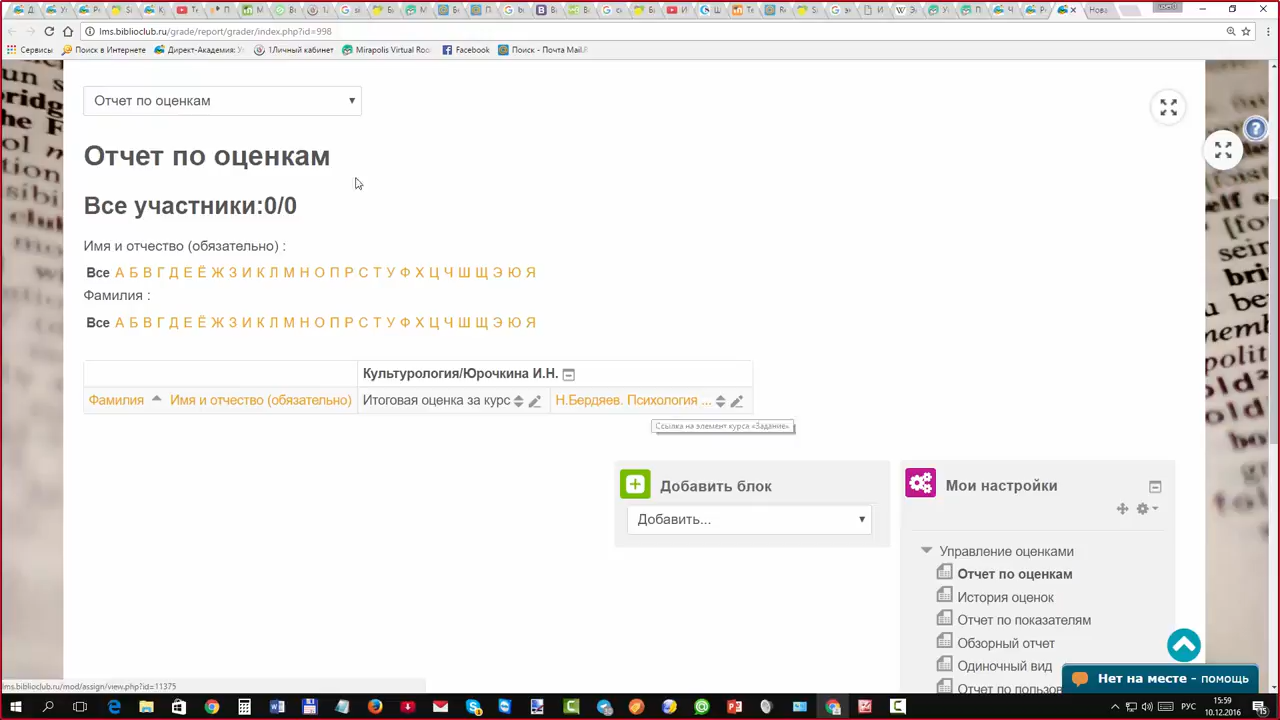 lms.biblioclub.ru/grade/report/grader/index.php?id=998
Сервисы
Поиск в Интернете
Директ-Академия: У
1Личный кабинет
Mirapolis Virtual Roo
Facebook
Поиск - Почта Mail.R
Отчет по оценкам
Отчет по оценкам
Все участники:0/0
Имя и отчество (обязательно) :
Все А Б В Г Д Е Ё Ж З И К Л М Н О П Р С Т У Ф Х Ц Ч Ш Щ Э Ю Я
Фамилия :
Все А Б В Г Д Е Ё Ж З И К Л М Н О П Р С Т У Ф Х Ц Ч Ш Щ Э Ю Я
Культурология/Юрочкина И.Н.
Фамилия Имя и отчество (обязательно) Итоговая оценка за курс Н.Бердяев. Психология ...
Ссылка на элемент курса «Задание»
Добавить блок
Добавить...
Мои настройки
Управление оценками
Отчет по оценкам
История оценок
Отчет по показателям
Обзорный отчет
Одиночный вид
Отчет по пользов
Нет на месте - помощь
lms.biblioclub.ru/mod/assign/view.php?id=11375
РУС
15:59
10.12.2016